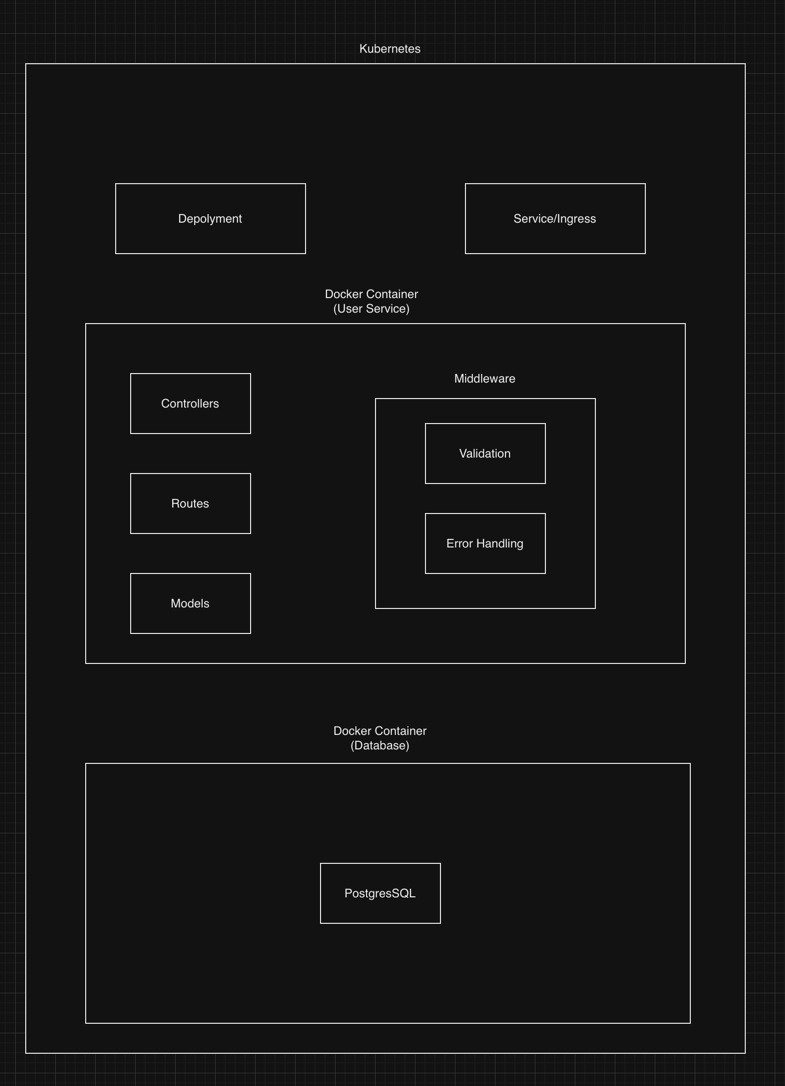 Kubernetes
Depolyment
Service/Ingress
Docker Container
(User Service)
Controllers
Middleware
Validation
Routes
Error Handling
Models
Docker Container
(Database)
PostgresSQL